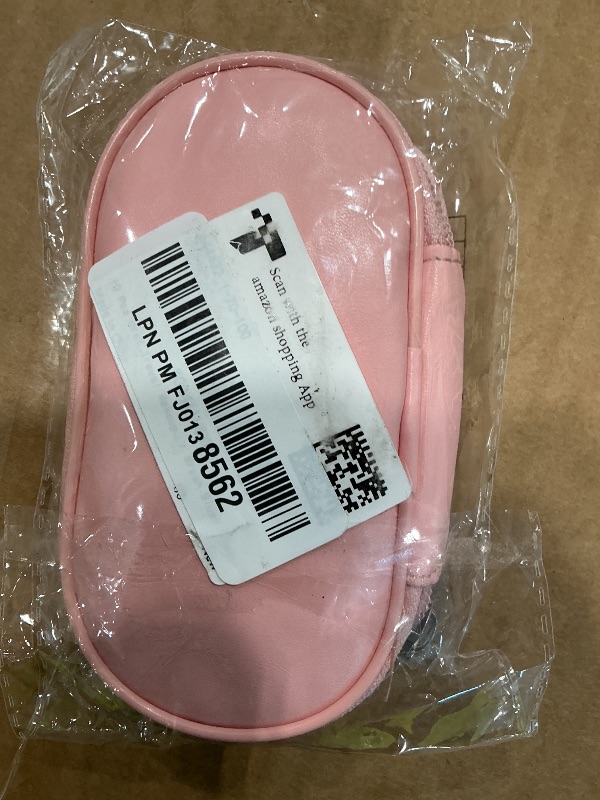 Scan with the
amazon shopping App
LPN PM FJ0138562